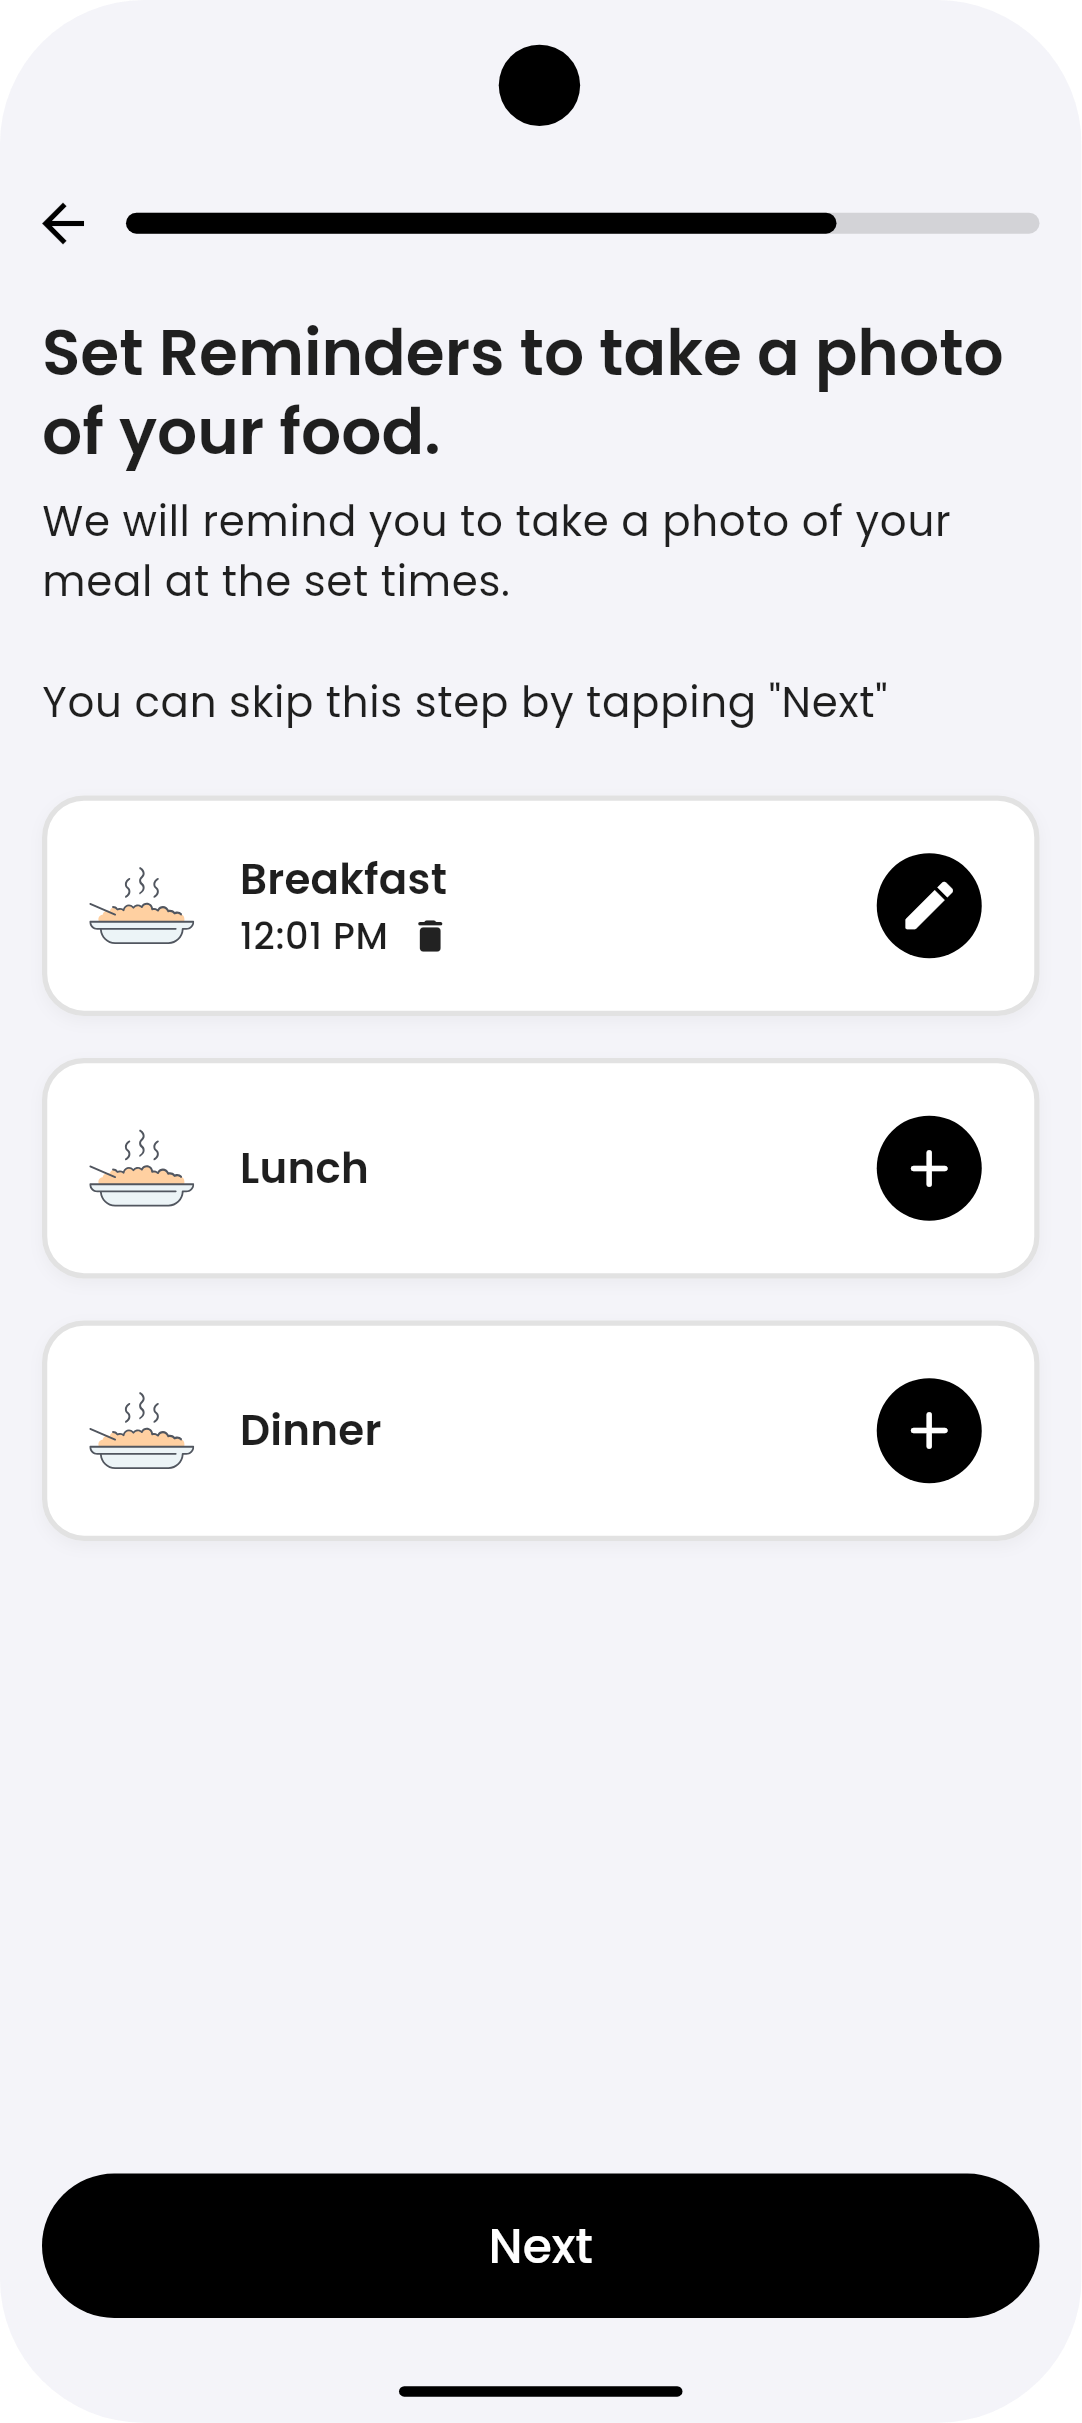 Set Reminders to take a photo
of your food.
We will remind you to take a photo of your
meal at the set times.
You can skip this step by tapping "Next"
Breakfast
12:01 PM
Lunch
Dinner
Next